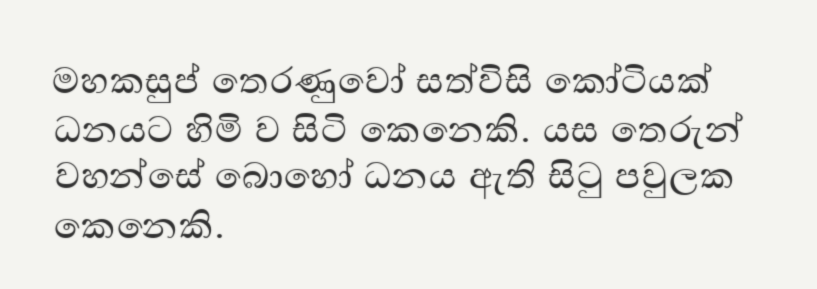 මහකසුප් තෙරණුවෝ සත්විසි කෝටියක්
ධනයට හිමි ව සිටි කෙනෙකි. යස තෙරුන්
වහන්සේ බොහෝ ධනය ඇති සිටු පවුලක
කෙනෙකි.